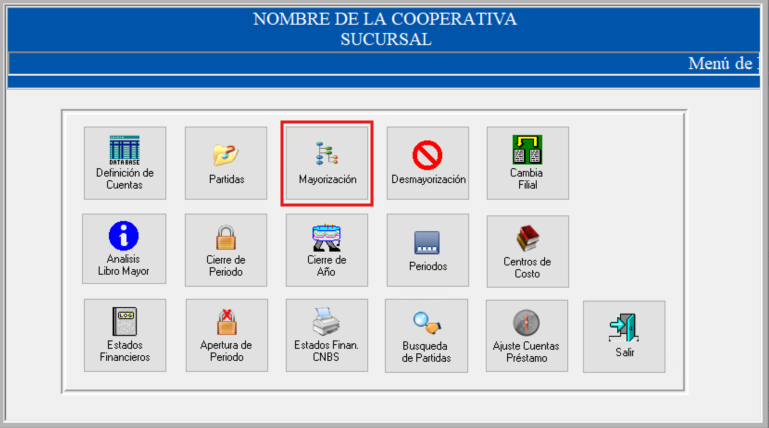 NOMBRE DE LA COOPERATIVA
SUCURSAL
Menú de
DATABASE
Definición de
Cuentas
Partidas
Mayorización
Desmayorización
Cambia
Filial
Analisis
Libro Mayor
Cierre de
Periodo
Cierre de
Año
Periodos
Centros de
Costo
LOG
Estados
Financieros
Apertura de
Periodo
Estados Finan.
CNBS
Busqueda
de Partidas
Ajuste Cuentas
Préstamo
Salir